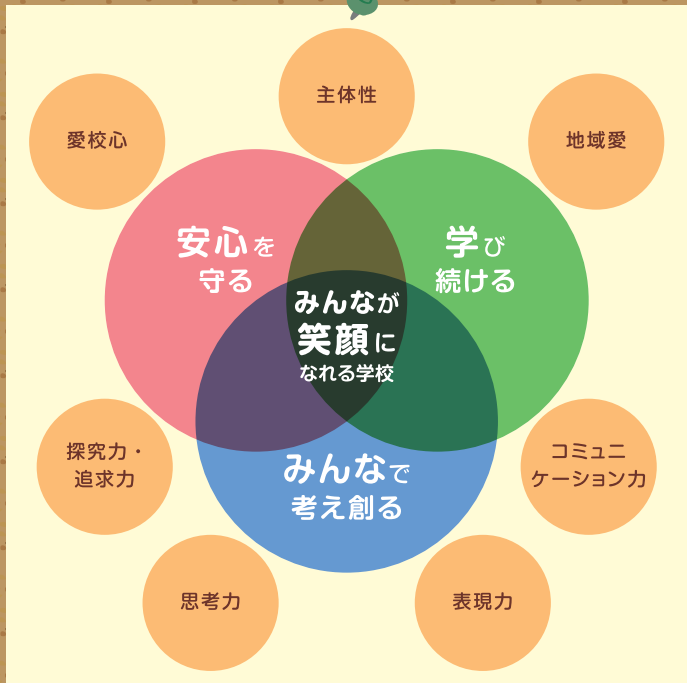 主体性
愛校心
地域愛
安心を
守る
学び
続ける
みんなが
笑顔に
なれる学校
探究力・
追求力
コミュニ
ケーション力
みんなで
考え創る
思考力
表現力